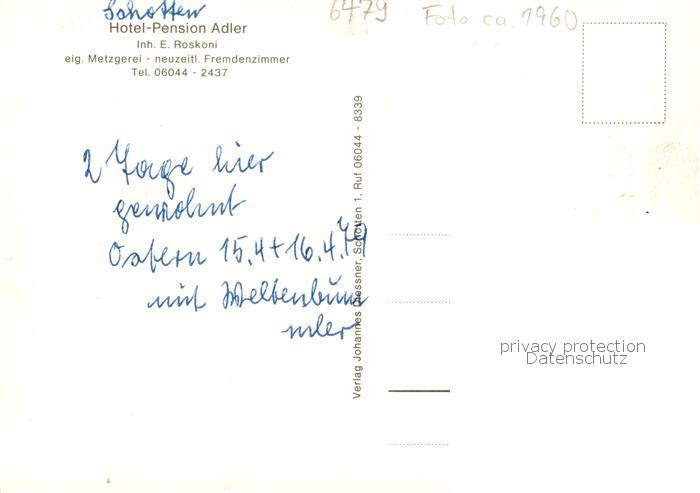 Schotten
Hotel-Pension Adler
Inh. E. Roskoni
eig. Metzgerei - neuzeitl. Fremdenzimmer
Tel. 06044 - 2437
6479
Foto ca. 1960
2 Tage hier
gewohnt
Ostern 15.4 + 16.4.79
mit Weltenbum
mler
Verlag Johannes Diessner, Schotten 1, Ruf 06044 - 8339
privacy protection
Datenschutz